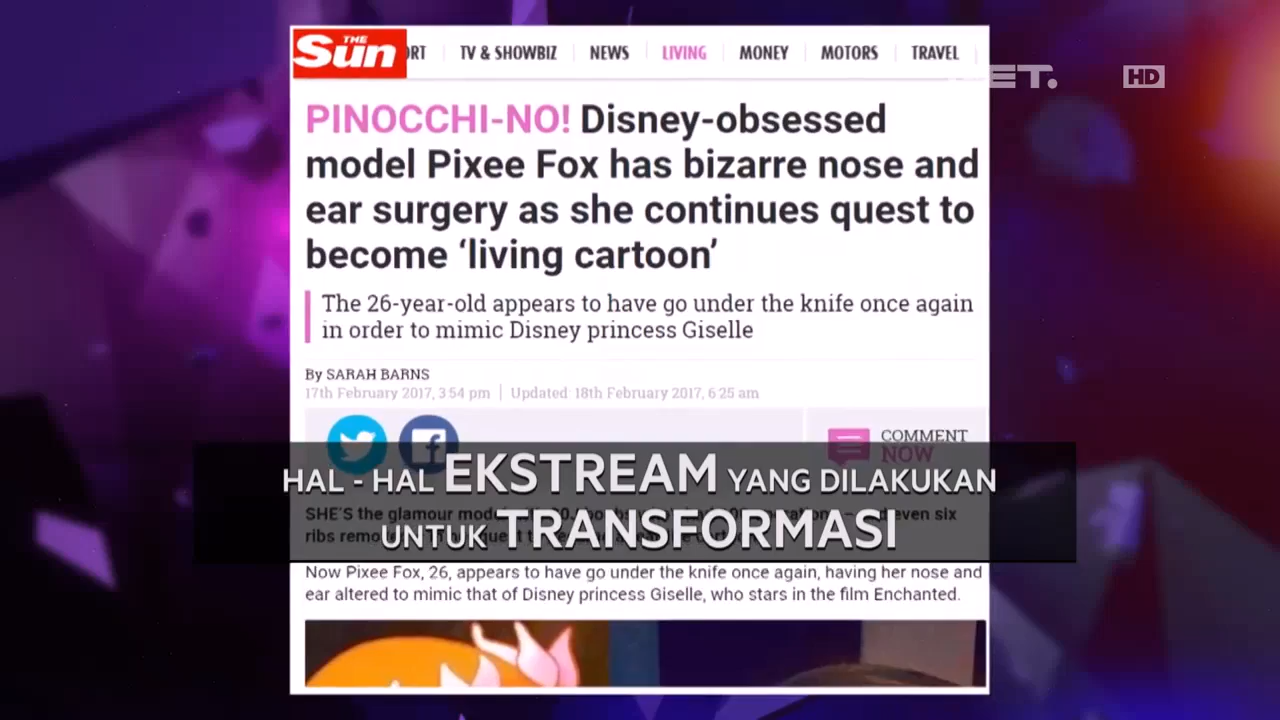 THE Sun
ORT TV & SHOWBIZ NEWS LIVING MONEY MOTORS TRAVEL
ET. HD
PINOCCHI-NO! Disney-obsessed
model Pixee Fox has bizarre nose and
ear surgery as she continues quest to
become ‘living cartoon’
The 26-year-old appears to have go under the knife once again
in order to mimic Disney princess Giselle
By SARAH BARNS
17th February 2017, 3:54 pm | Updated: 18th February 2017, 6:25 am
COMMENT
NOW
HAL - HAL EKSTREAM YANG DILAKUKAN
UNTUK TRANSFORMASI
SHE'S the glamour even six
ribs
Now Pixee Fox, 26, appears to have go under the knife once again, having her nose and
ear altered to mimic that of Disney princess Giselle, who stars in the film Enchanted.